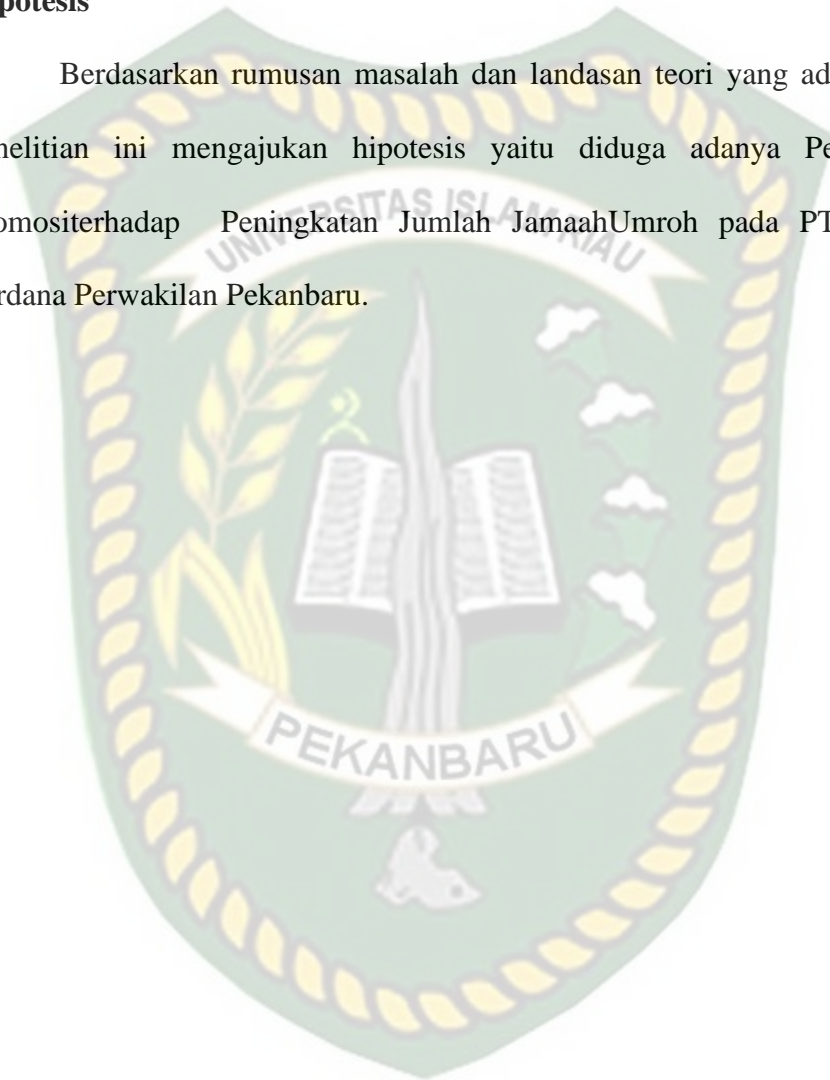 potesis
Berdasarkan rumusan masalah dan landasan teori yang ad
nelitian ini mengajukan hipotesis yaitu diduga adanya Pe
omositerhadap Peningkatan Jumlah JamaahUmroh pada PT
rdana Perwakilan Pekanbaru.
UNIVERSITAS ISLAM RIAU
PEKANBARU